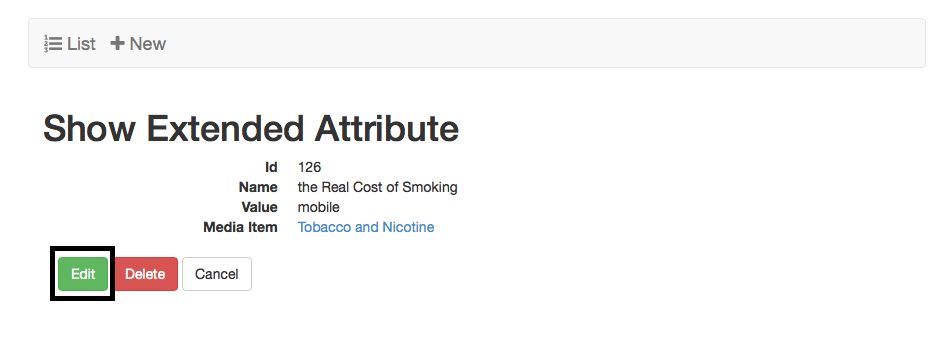 List New
Show Extended Attribute
Id 126
Name the Real Cost of Smoking
Value mobile
Media Item Tobacco and Nicotine
Edit Delete Cancel